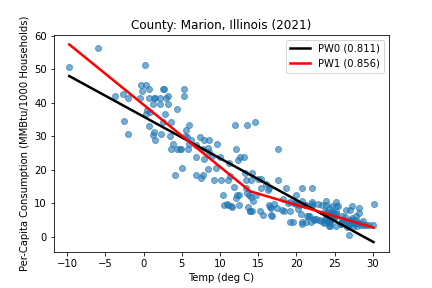 County: Marion, Illinois (2021)
PW0 (0.811)
PW1 (0.856)
Per-Capita Consumption (MMBtu/1000 Households)
60
50
40
30
20
10
0
−10 −5 0 5 10 15 20 25 30
Temp (deg C)